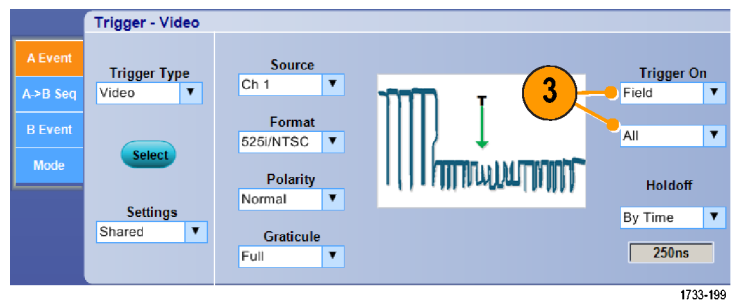 Trigger - Video
A Event
A->B Seq
B Event
Mode
Trigger Type
Video
Select
Settings
Shared
Source
Ch 1
Format
525i/NTSC
Polarity
Normal
Graticule
Full
T
3
Trigger On
Field
All
Holdoff
By Time
250ns
1733-199